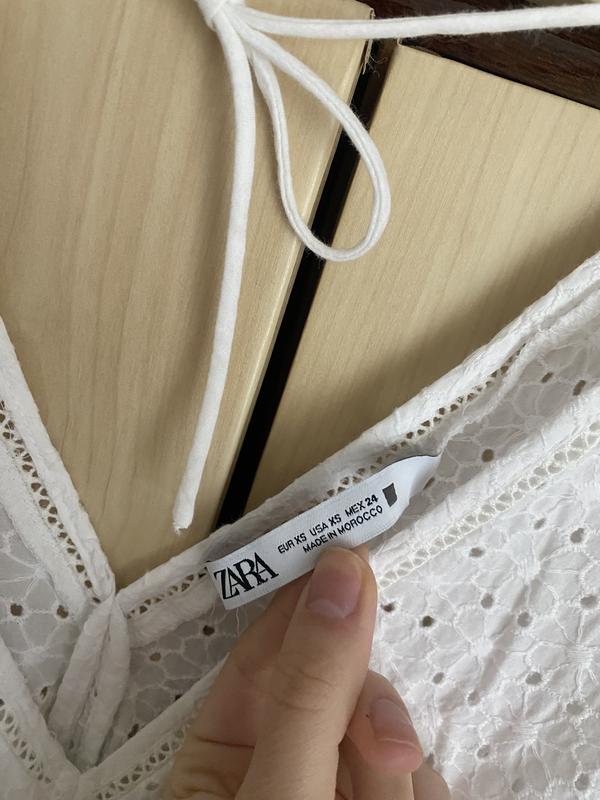 ZARA
EUR XS USA XS MEX 24
MADE IN MOROCCO